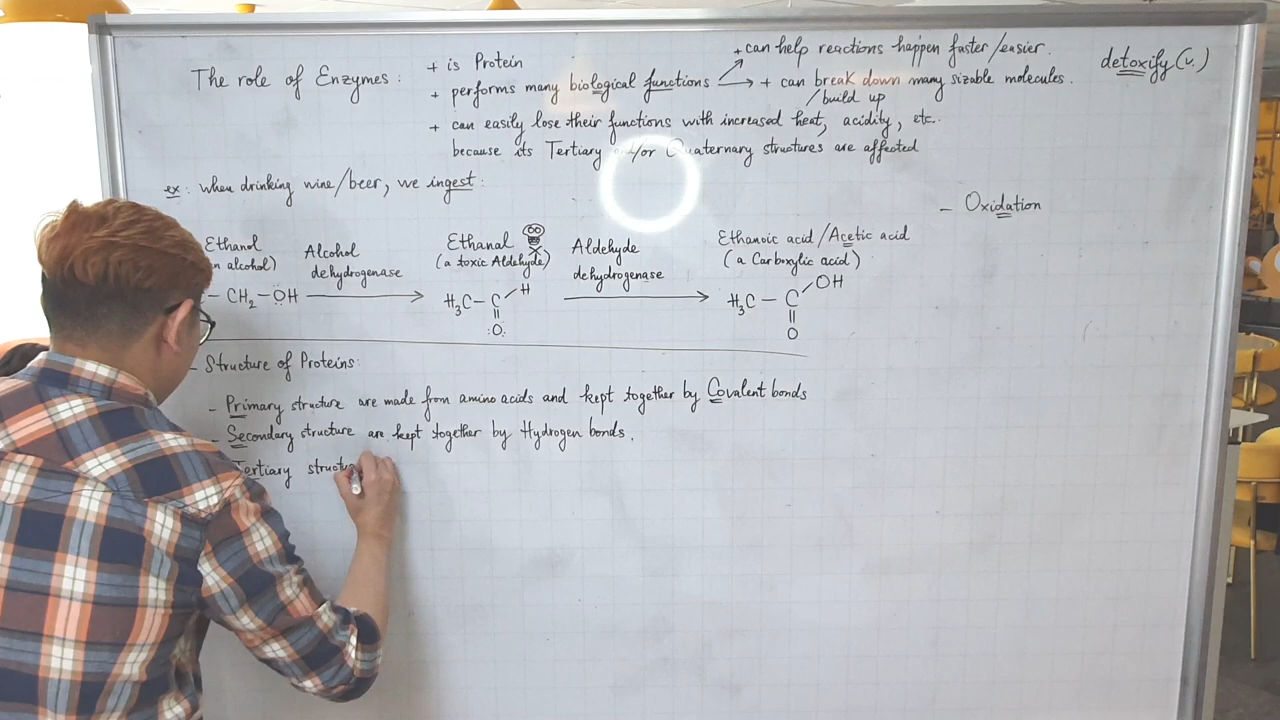 + can help reactions happen faster/easier.
detoxify (v.)
The role of Enzymes :
+ is Protein
+ performs many biological functions
+ can break down many sizable molecules.
/build up
+ can easily lose their functions with increased heat, acidity, etc..
because its Tertiary and/or Quaternary structures are affected
ex: when drinking wine/beer, we ingest :
- Oxidation
Ethanol
alcohol)
Alcohol
dehydrogenase
Ethanal
(a toxic Aldehyde)
Aldehyde
dehydrogenase
Ethanoic acid / Acetic acid
(a Carboxylic acid)
- CH2 - OH
H3C - C H
O
H3C - C OH
O
- Structure of Proteins:
- Primary structure are made from amino acids and kept together by Covalent bonds
- Secondary structure are kept together by Hydrogen bonds.
Tertiary structu